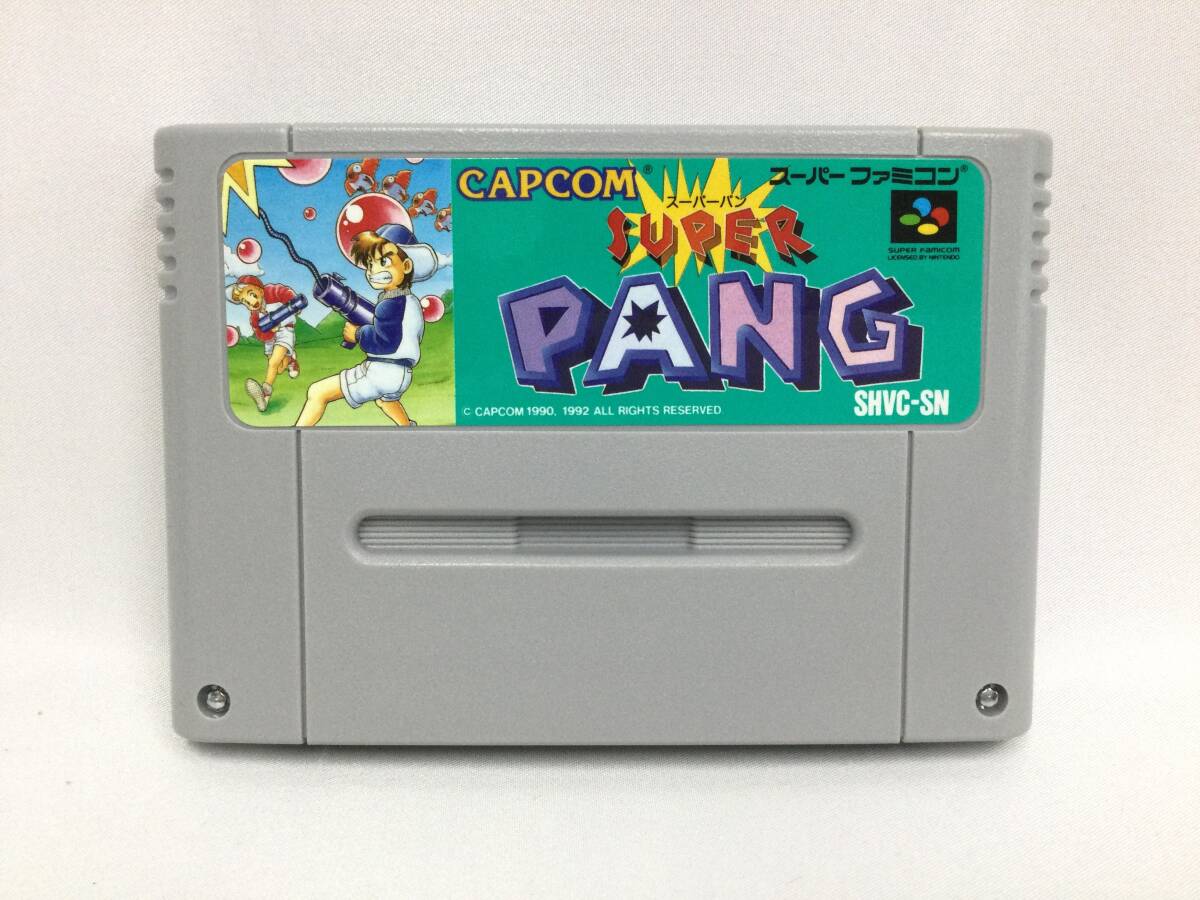 CAPCOM®
スーパーパン
SUPER
PANG
スーパーファミコン®
SUPER FAMICOM
LICENSED BY NINTENDO
© CAPCOM 1990, 1992 ALL RIGHTS RESERVED
SHVC-SN